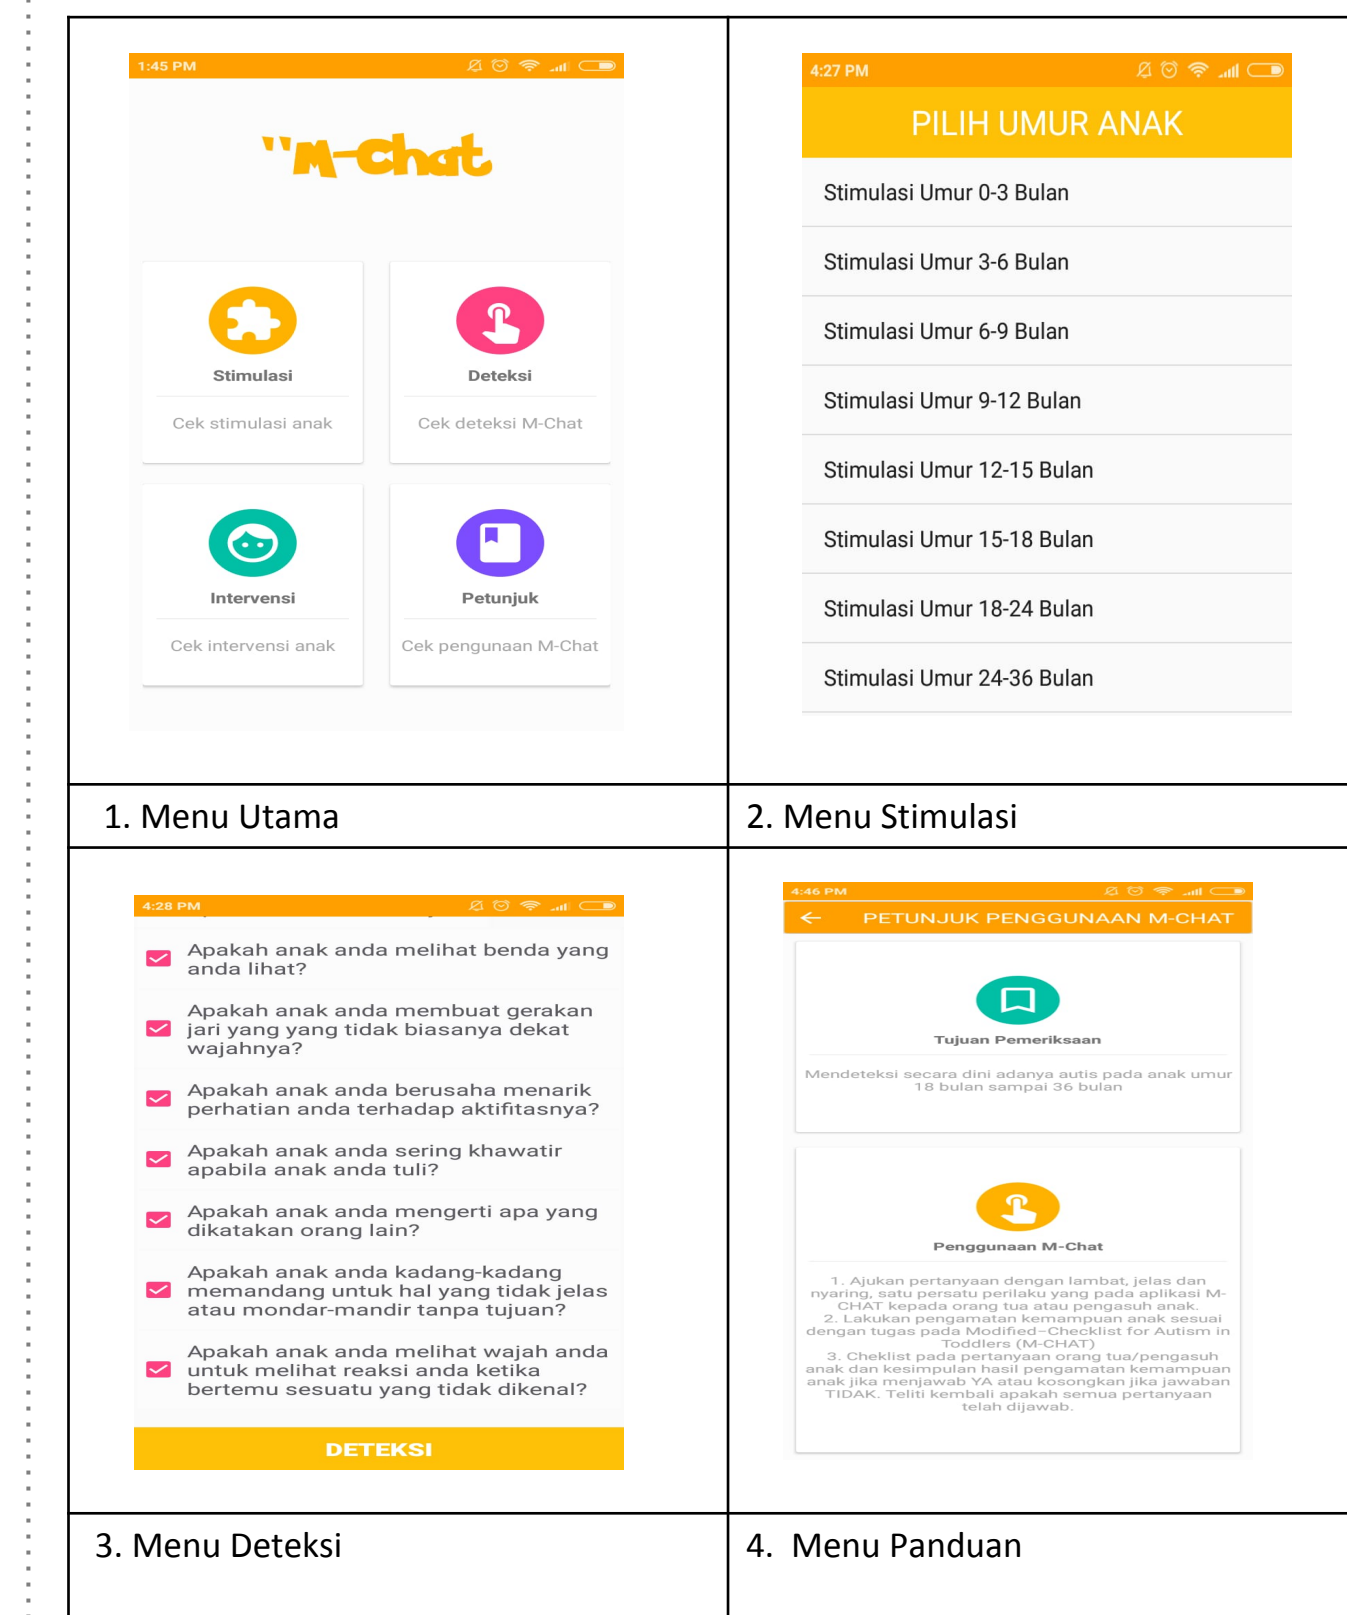 1:45 PM
"M-Chat
Stimulasi
Cek stimulasi anak
Deteksi
Cek deteksi M-Chat
Intervensi
Cek intervensi anak
Petunjuk
Cek pengunaan M-Chat
4:27 PM
PILIH UMUR ANAK
Stimulasi Umur 0-3 Bulan
Stimulasi Umur 3-6 Bulan
Stimulasi Umur 6-9 Bulan
Stimulasi Umur 9-12 Bulan
Stimulasi Umur 12-15 Bulan
Stimulasi Umur 15-18 Bulan
Stimulasi Umur 18-24 Bulan
Stimulasi Umur 24-36 Bulan
1. Menu Utama
2. Menu Stimulasi
4:28 PM
Apakah anak anda melihat benda yang
anda lihat?
Apakah anak anda membuat gerakan
jari yang yang tidak biasanya dekat
wajahnya?
Apakah anak anda berusaha menarik
perhatian anda terhadap aktifitasnya?
Apakah anak anda sering khawatir
apabila anak anda tuli?
Apakah anak anda mengerti apa yang
dikatakan orang lain?
Apakah anak anda kadang-kadang
memandang untuk hal yang tidak jelas
atau mondar-mandir tanpa tujuan?
Apakah anak anda melihat wajah anda
untuk melihat reaksi anda ketika
bertemu sesuatu yang tidak dikenal?
DETEKSI
4:46 PM
PETUNJUK PENGGUNAAN M-CHAT
Tujuan Pemeriksaan
Mendeteksi secara dini adanya autis pada anak umur
18 bulan sampai 36 bulan
Penggunaan M-Chat
1. Ajukan pertanyaan dengan lambat, jelas dan
nyaring, satu persatu perilaku yang pada aplikasi M-
CHAT kepada orang tua atau pengasuh anak.
2. Lakukan pengamatan kemampuan anak sesuai
dengan tugas pada Modified–Checklist for Autism in
Toddlers (M-CHAT)
3. Cheklist pada pertanyaan orang tua/pengasuh
anak dan kesimpulan hasil pengamatan kemampuan
anak jika menjawab YA atau kosongkan jika jawaban
TIDAK. Teliti kembali apakah semua pertanyaan
telah dijawab.
3. Menu Deteksi
4. Menu Panduan